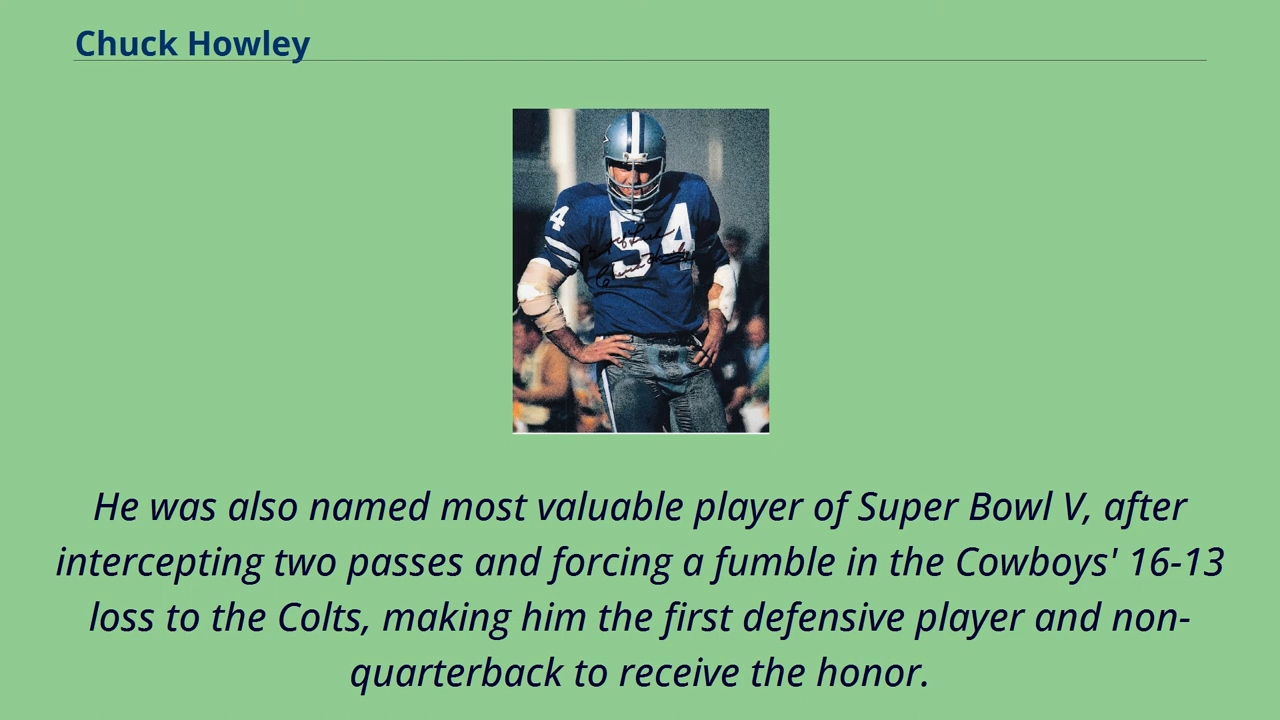 Chuck Howley
4
54
He was also named most valuable player of Super Bowl V, after
intercepting two passes and forcing a fumble in the Cowboys' 16-13
loss to the Colts, making him the first defensive player and non-
quarterback to receive the honor.